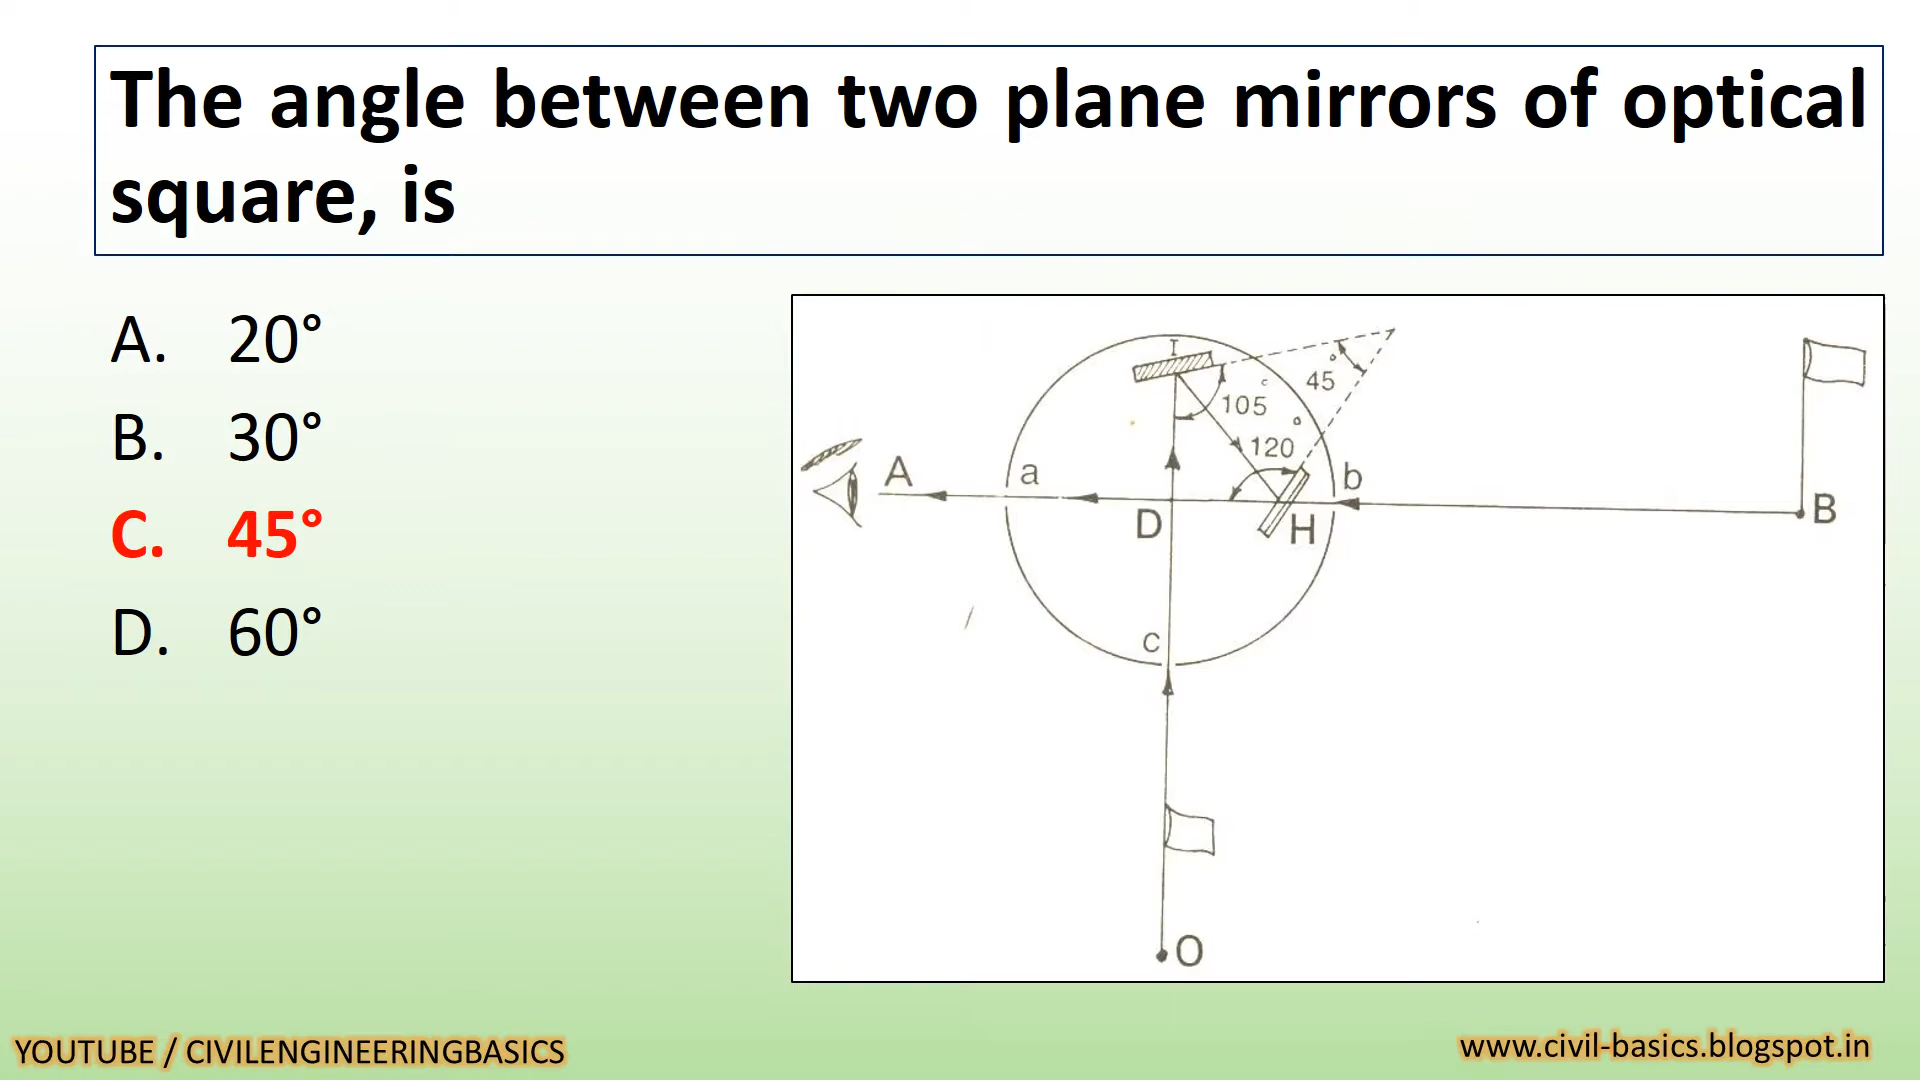 The angle between two plane mirrors of optical
square, is
A. 20°
B. 30°
C. 45°
D. 60°
I
45°
105°
120°
A
a
b
B
D
H
c
O
YOUTUBE / CIVILENGINEERINGBASICS
www.civil-basics.blogspot.in